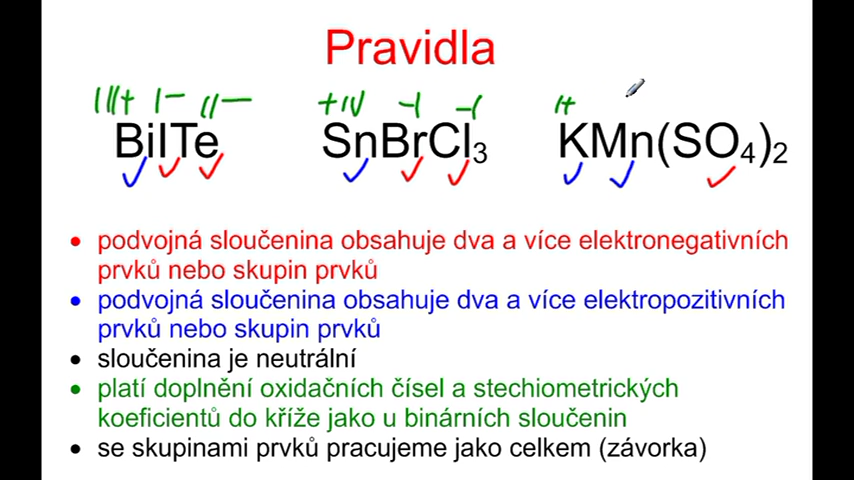 Pravidla
III+ I− II− +IV −I −I I+
BiITe SnBrCl3 KMn(SO4)2
• podvojná sloučenina obsahuje dva a více elektronegativních
prvků nebo skupin prvků
• podvojná sloučenina obsahuje dva a více elektropozitivních
prvků nebo skupin prvků
• sloučenina je neutrální
• platí doplnění oxidačních čísel a stechiometrických
koeficientů do kříže jako u binárních sloučenin
• se skupinami prvků pracujeme jako celkem (závorka)